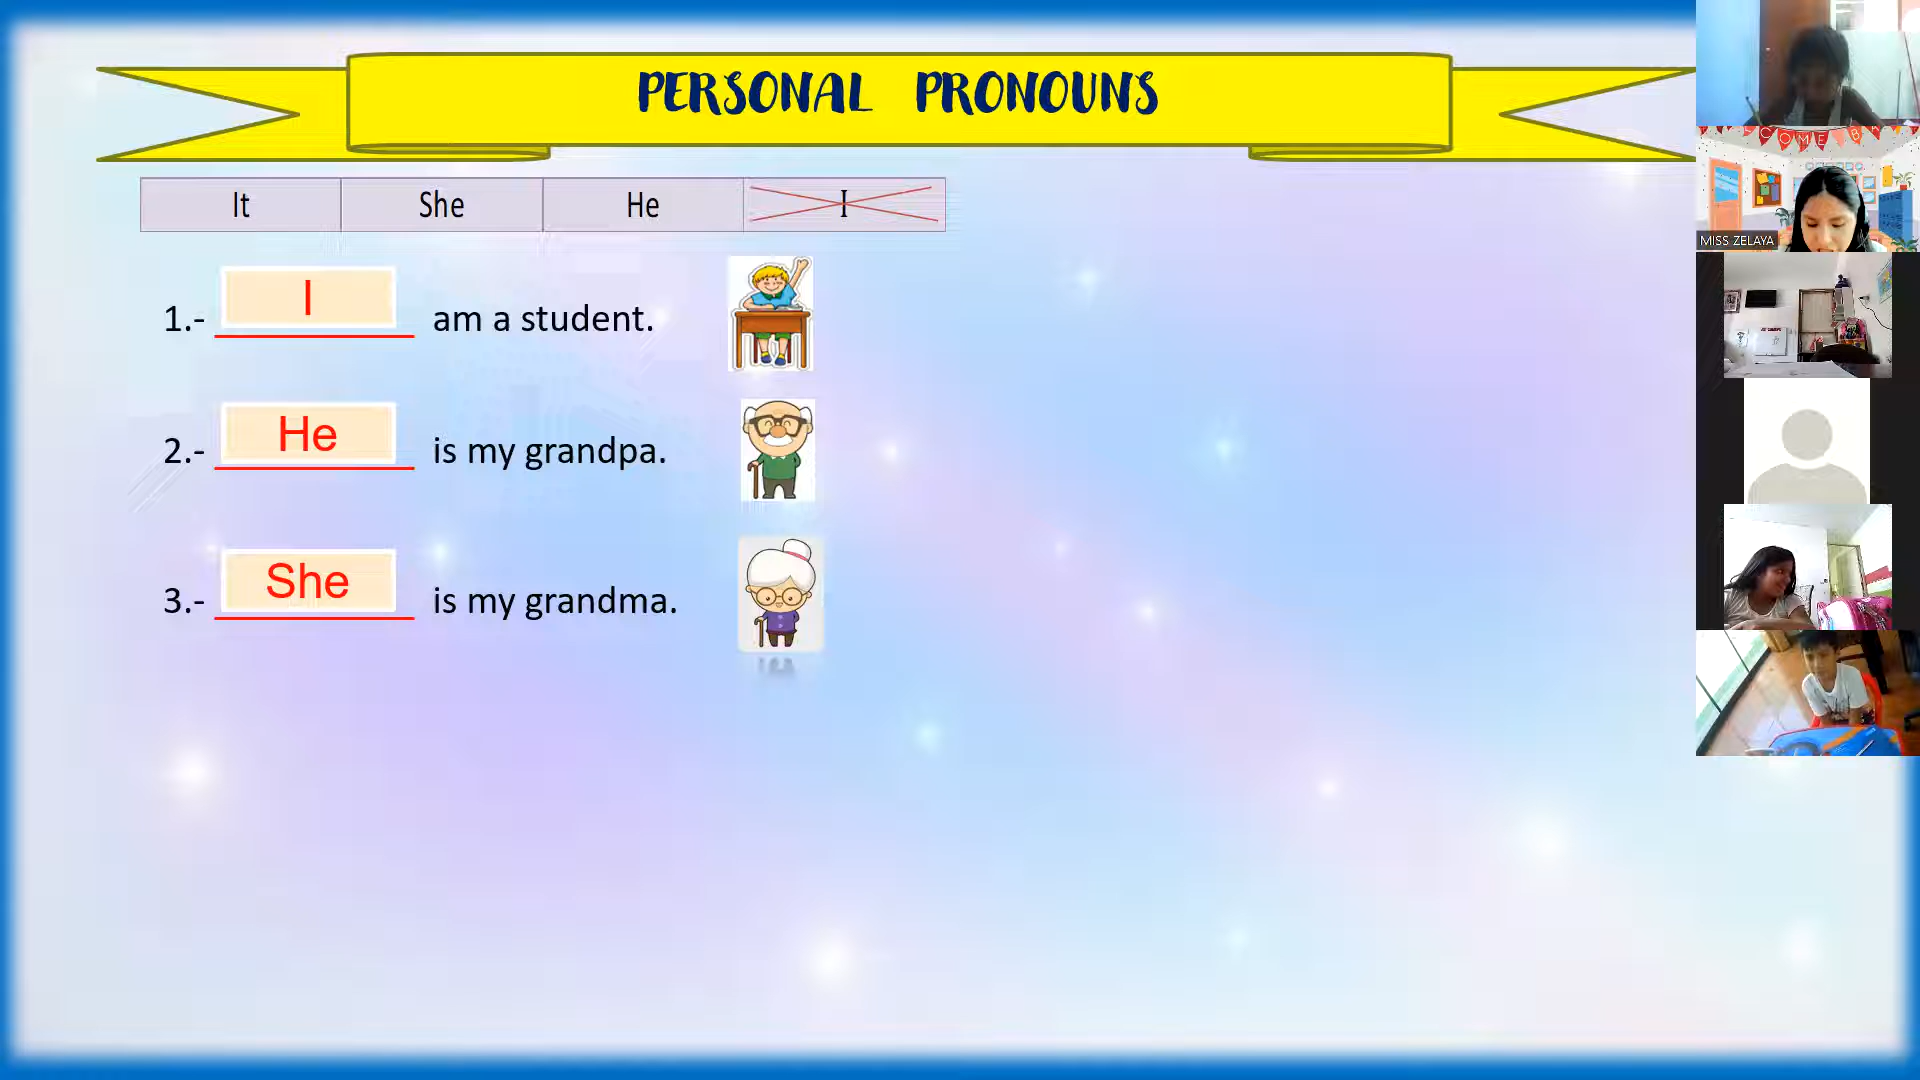 PERSONAL PRONOUNS
It She He I
1.- I am a student.
2.- He is my grandpa.
3.- She is my grandma.
MISS ZELAYA